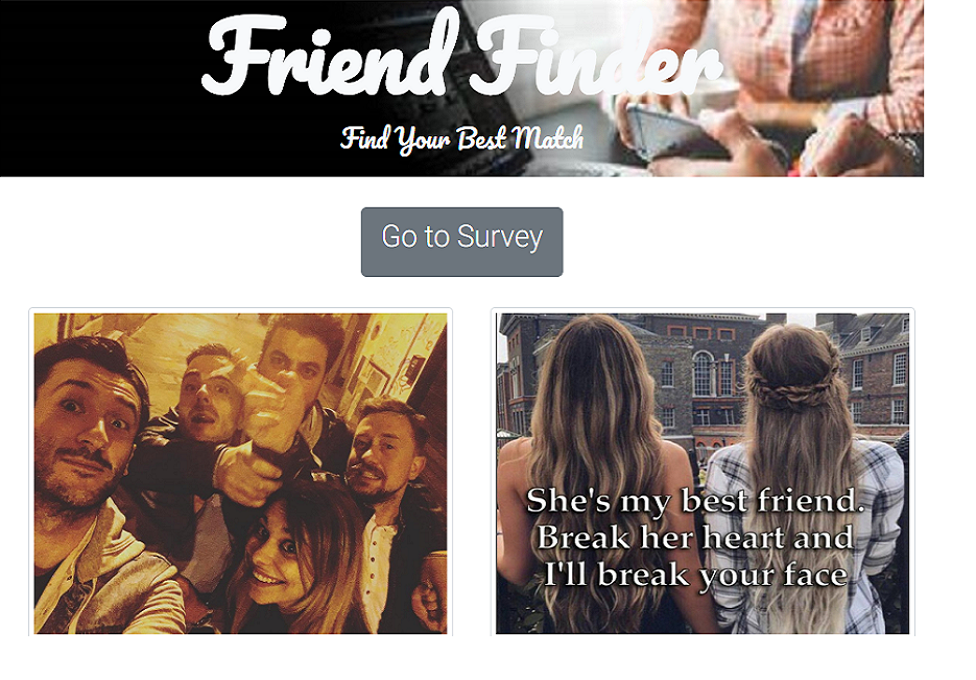 Friend Finder
Find Your Best Match
Go to Survey
She's my best friend.
Break her heart and
I'll break your face